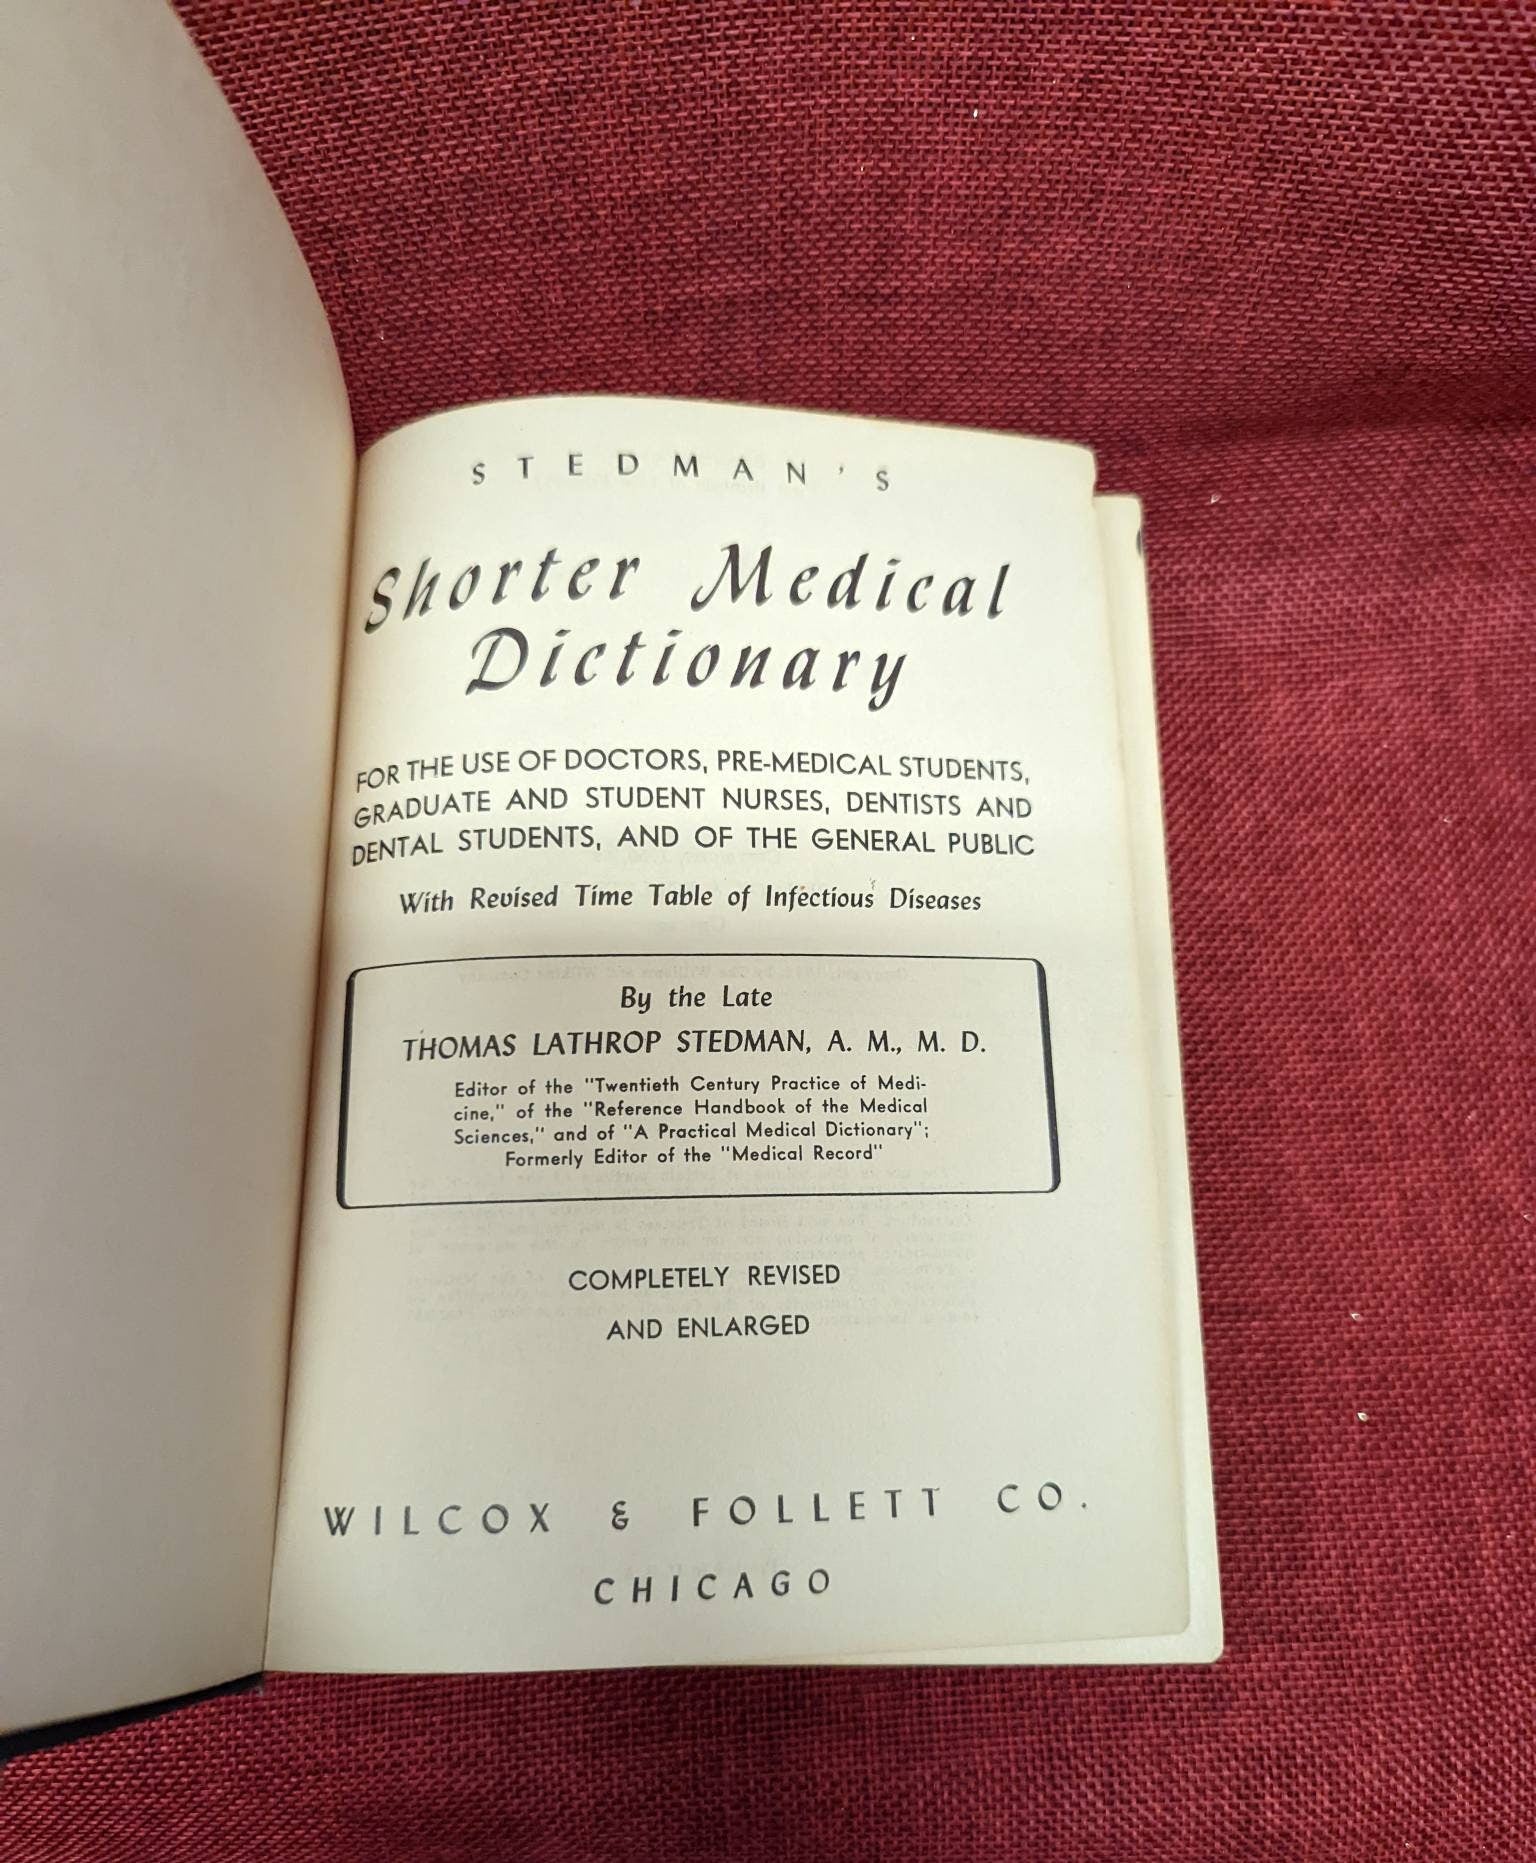 STEDMAN'S
Shorter Medical
Dictionary
FOR THE USE OF DOCTORS, PRE-MEDICAL STUDENTS,
GRADUATE AND STUDENT NURSES, DENTISTS AND
DENTAL STUDENTS, AND OF THE GENERAL PUBLIC
With Revised Time Table of Infectious Diseases
By the Late
THOMAS LATHROP STEDMAN, A. M., M. D.
Editor of the "Twentieth Century Practice of Medi-
cine," of the "Reference Handbook of the Medical
Sciences," and of "A Practical Medical Dictionary";
Formerly Editor of the "Medical Record"
COMPLETELY REVISED
AND ENLARGED
WILCOX & FOLLETT CO.
CHICAGO